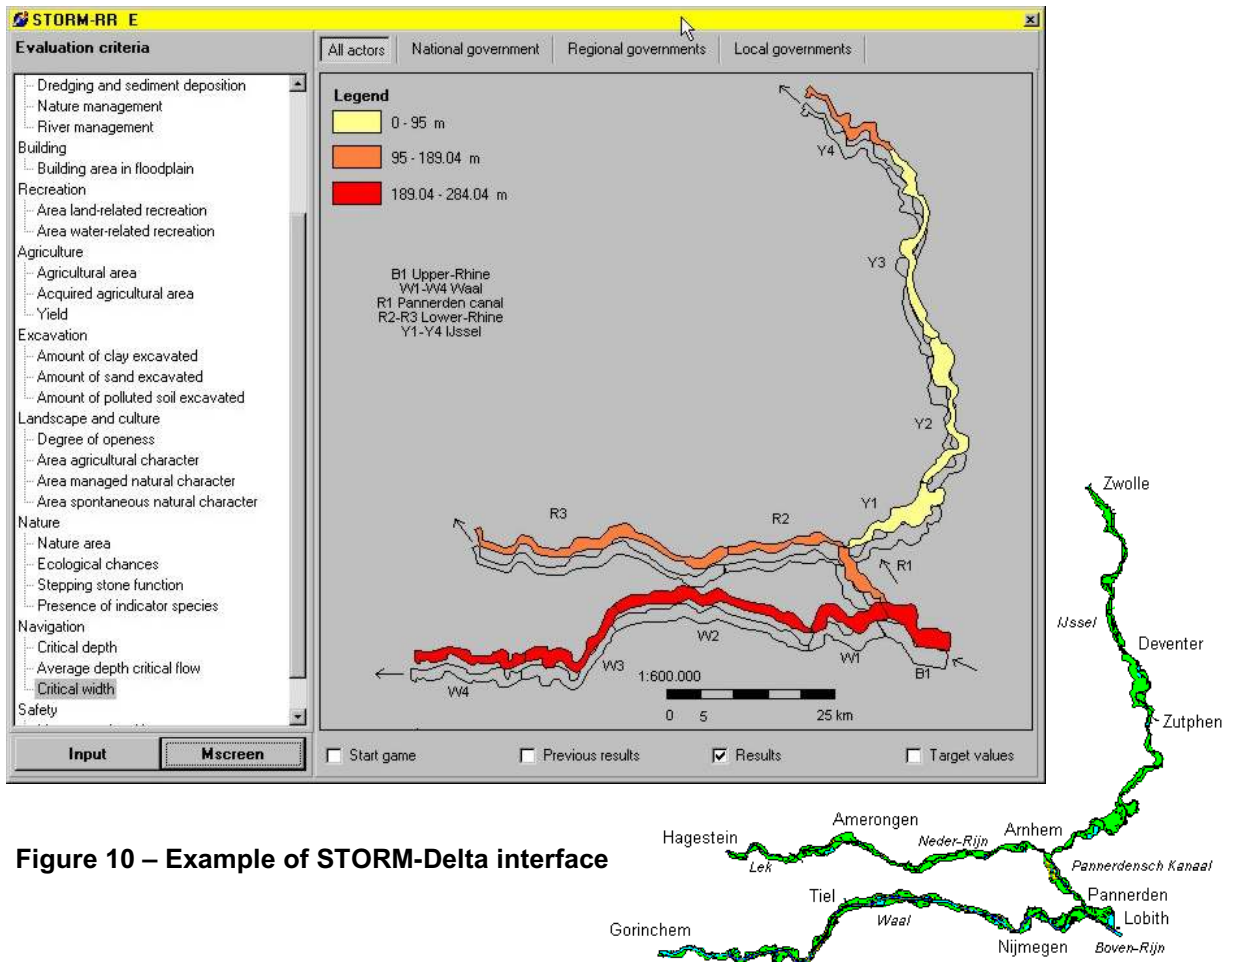 STORM-RR E
Evaluation criteria
Dredging and sediment deposition
Nature management
River management
Building
Building area in floodplain
Recreation
Area land-related recreation
Area water-related recreation
Agriculture
Agricultural area
Acquired agricultural area
Yield
Excavation
Amount of clay excavated
Amount of sand excavated
Amount of polluted soil excavated
Landscape and culture
Degree of openess
Area agricultural character
Area managed natural character
Area spontaneous natural character
Nature
Nature area
Ecological chances
Stepping stone function
Presence of indicator species
Navigation
Critical depth
Average depth critical flow
Critical width
Safety
Input
Mscreen
All actors
National government
Regional governments
Local governments
Legend
0 - 95 m
95 - 189.04 m
189.04 - 284.04 m
B1 Upper-Rhine
W1-W4 Waal
R1 Pannerden canal
R2-R3 Lower-Rhine
Y1-Y4 IJssel
Y4
Y3
Y2
Y1
R3
R2
R1
W2
W1
W3
B1
W4
1:600.000
0 5 25 km
Start game
Previous results
Results
Target values
Zwolle
IJssel
Deventer
Zutphen
Hagestein
Amerongen
Neder-Rijn
Arnhem
Lek
Pannerdensch Kanaal
Pannerden
Tiel
Waal
Lobith
Gorinchem
Nijmegen
Boven-Rijn
Figure 10 – Example of STORM-Delta interface